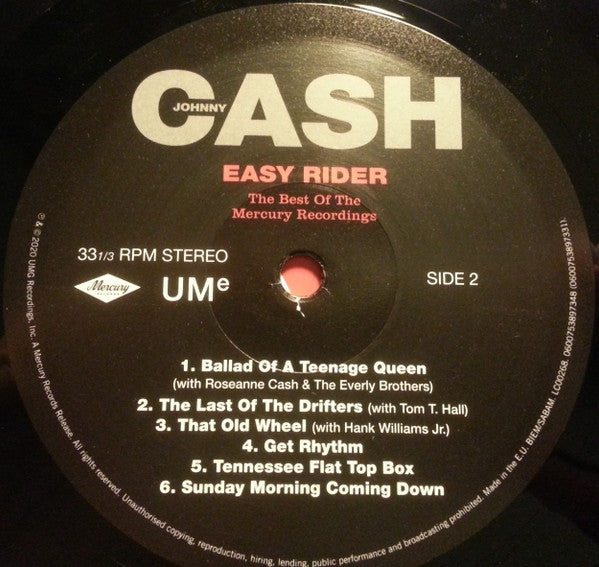 JOHNNY
CASH
EASY RIDER
The Best Of The
Mercury Recordings
33 1/3 RPM STEREO
SIDE 2
Mercury
RECORDS
UMe
1. Ballad Of A Teenage Queen
(with Roseanne Cash & The Everly Brothers)
2. The Last Of The Drifters (with Tom T. Hall)
3. That Old Wheel (with Hank Williams Jr.)
4. Get Rhythm
5. Tennessee Flat Top Box
6. Sunday Morning Coming Down
℗ & © 2020 UMG Recordings, Inc. A Mercury Records Release. All rights reserved. Unauthorised copying, reproduction, hiring, lending, public performance and broadcasting prohibited. Made in the E.U. BIEM/SABAM. LC00268. 0600753897348 (0600753897331).